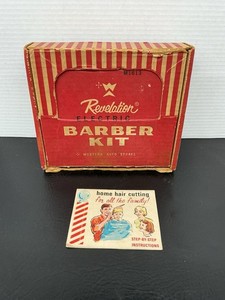 Revelation
ELECTRIC
BARBER
KIT
home hair cutting
for all the family!
STEP-BY-STEP
INSTRUCTIONS